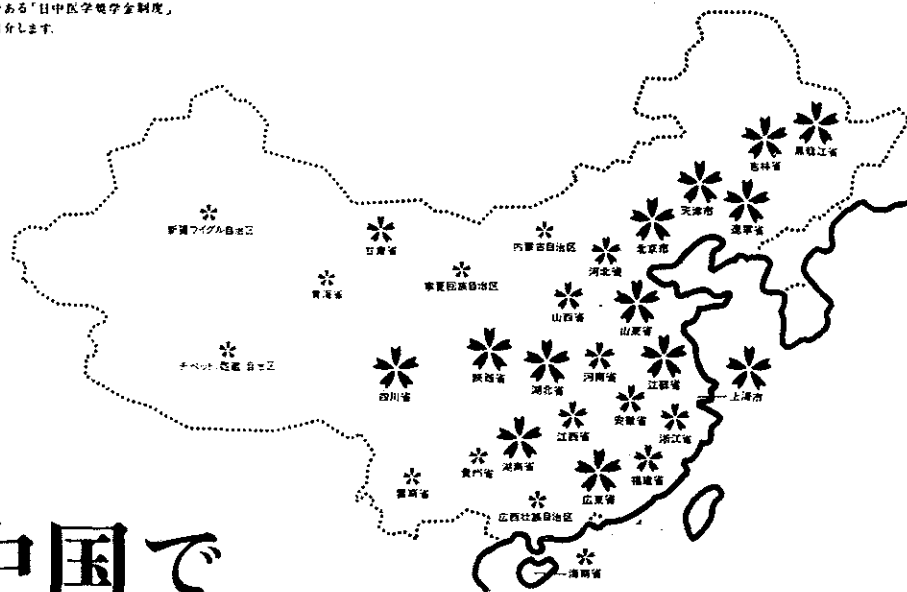 ある「日中医学奨学金制度」
介します.
黒龍江省
吉林省
天津市
遼寧省
北京市
新疆ウイグル自治区
甘粛省
内蒙古自治区
河北省
寧夏回族自治区
青海省
山西省
山東省
チベット
自治区
四川省
陝西省
湖北省
河南省
江蘇省
上海市
安徽省
江西省
浙江省
湖南省
貴州省
福建省
雲南省
広東省
広西壮族自治区
海南省
中国で